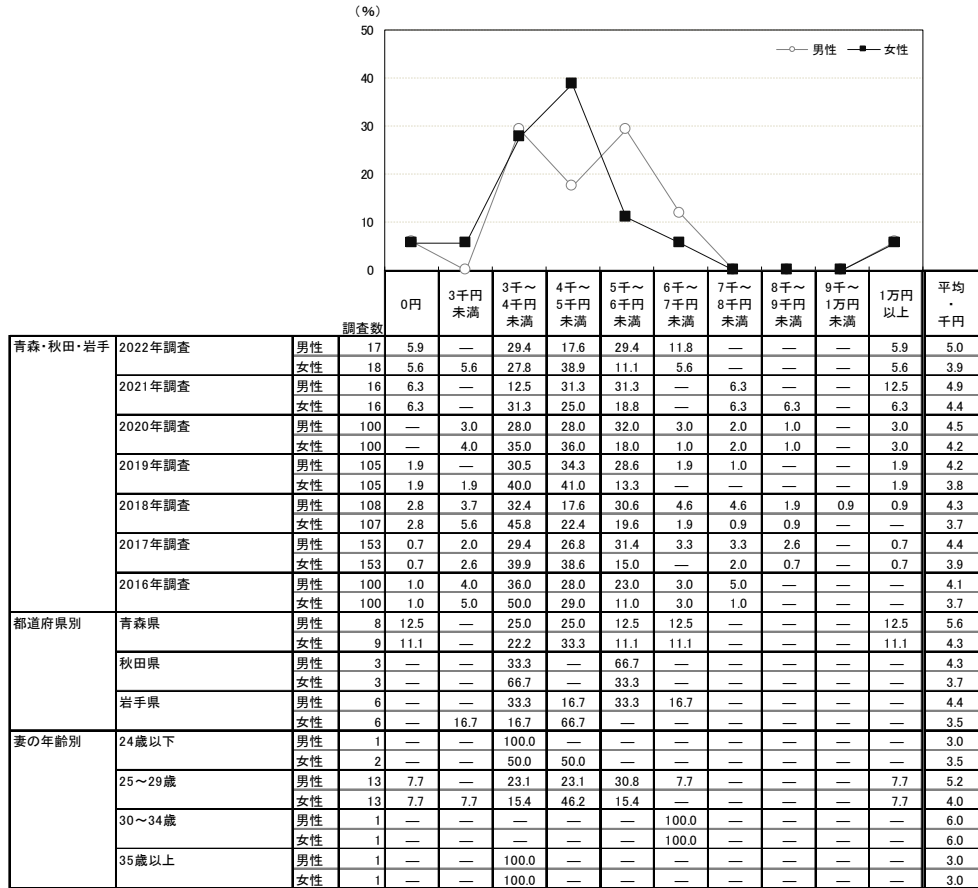 (％)
50
40
30
20
10
0
男性 女性
調査数 0円 3千円未満 3千～4千円未満 4千～5千円未満 5千～6千円未満 6千～7千円未満 7千～8千円未満 8千～9千円未満 9千～1万円未満 1万円以上 平均・千円
青森・秋田・岩手 2022年調査 男性 17 5.9 — 29.4 17.6 29.4 11.8 — — — 5.9 5.0
女性 18 5.6 5.6 27.8 38.9 11.1 5.6 — — — 5.6 3.9
2021年調査 男性 16 6.3 — 12.5 31.3 31.3 — 6.3 — — 12.5 4.9
女性 16 6.3 — 31.3 25.0 18.8 — 6.3 6.3 — 6.3 4.4
2020年調査 男性 100 — 3.0 28.0 28.0 32.0 3.0 2.0 1.0 — 3.0 4.5
女性 100 — 4.0 35.0 36.0 18.0 1.0 2.0 1.0 — 3.0 4.2
2019年調査 男性 105 1.9 — 30.5 34.3 28.6 1.9 1.0 — — 1.9 4.2
女性 105 1.9 1.9 40.0 41.0 13.3 — — — — 1.9 3.8
2018年調査 男性 108 2.8 3.7 32.4 17.6 30.6 4.6 4.6 1.9 0.9 0.9 4.3
女性 107 2.8 5.6 45.8 22.4 19.6 1.9 0.9 0.9 — — 3.7
2017年調査 男性 153 0.7 2.0 29.4 26.8 31.4 3.3 3.3 2.6 — 0.7 4.4
女性 153 0.7 2.6 39.9 38.6 15.0 — 2.0 0.7 — 0.7 3.9
2016年調査 男性 100 1.0 4.0 36.0 28.0 23.0 3.0 5.0 — — — 4.1
女性 100 1.0 5.0 50.0 29.0 11.0 3.0 1.0 — — — 3.7
都道府県別 青森県 男性 8 12.5 — 25.0 25.0 12.5 12.5 — — — 12.5 5.6
女性 9 11.1 — 22.2 33.3 11.1 11.1 — — — 11.1 4.3
秋田県 男性 3 — — 33.3 — 66.7 — — — — — 4.3
女性 3 — — 66.7 — 33.3 — — — — — 3.7
岩手県 男性 6 — — 33.3 16.7 33.3 16.7 — — — — 4.4
女性 6 — 16.7 16.7 66.7 — — — — — — 3.5
妻の年齢別 24歳以下 男性 1 — — 100.0 — — — — — — — 3.0
女性 2 — — 50.0 50.0 — — — — — — 3.5
25～29歳 男性 13 7.7 — 23.1 23.1 30.8 7.7 — — — 7.7 5.2
女性 13 7.7 7.7 15.4 46.2 15.4 — — — — 7.7 4.0
30～34歳 男性 1 — — — — — 100.0 — — — — 6.0
女性 1 — — — — — 100.0 — — — — 6.0
35歳以上 男性 1 — — 100.0 — — — — — — — 3.0
女性 1 — — 100.0 — — — — — — — 3.0